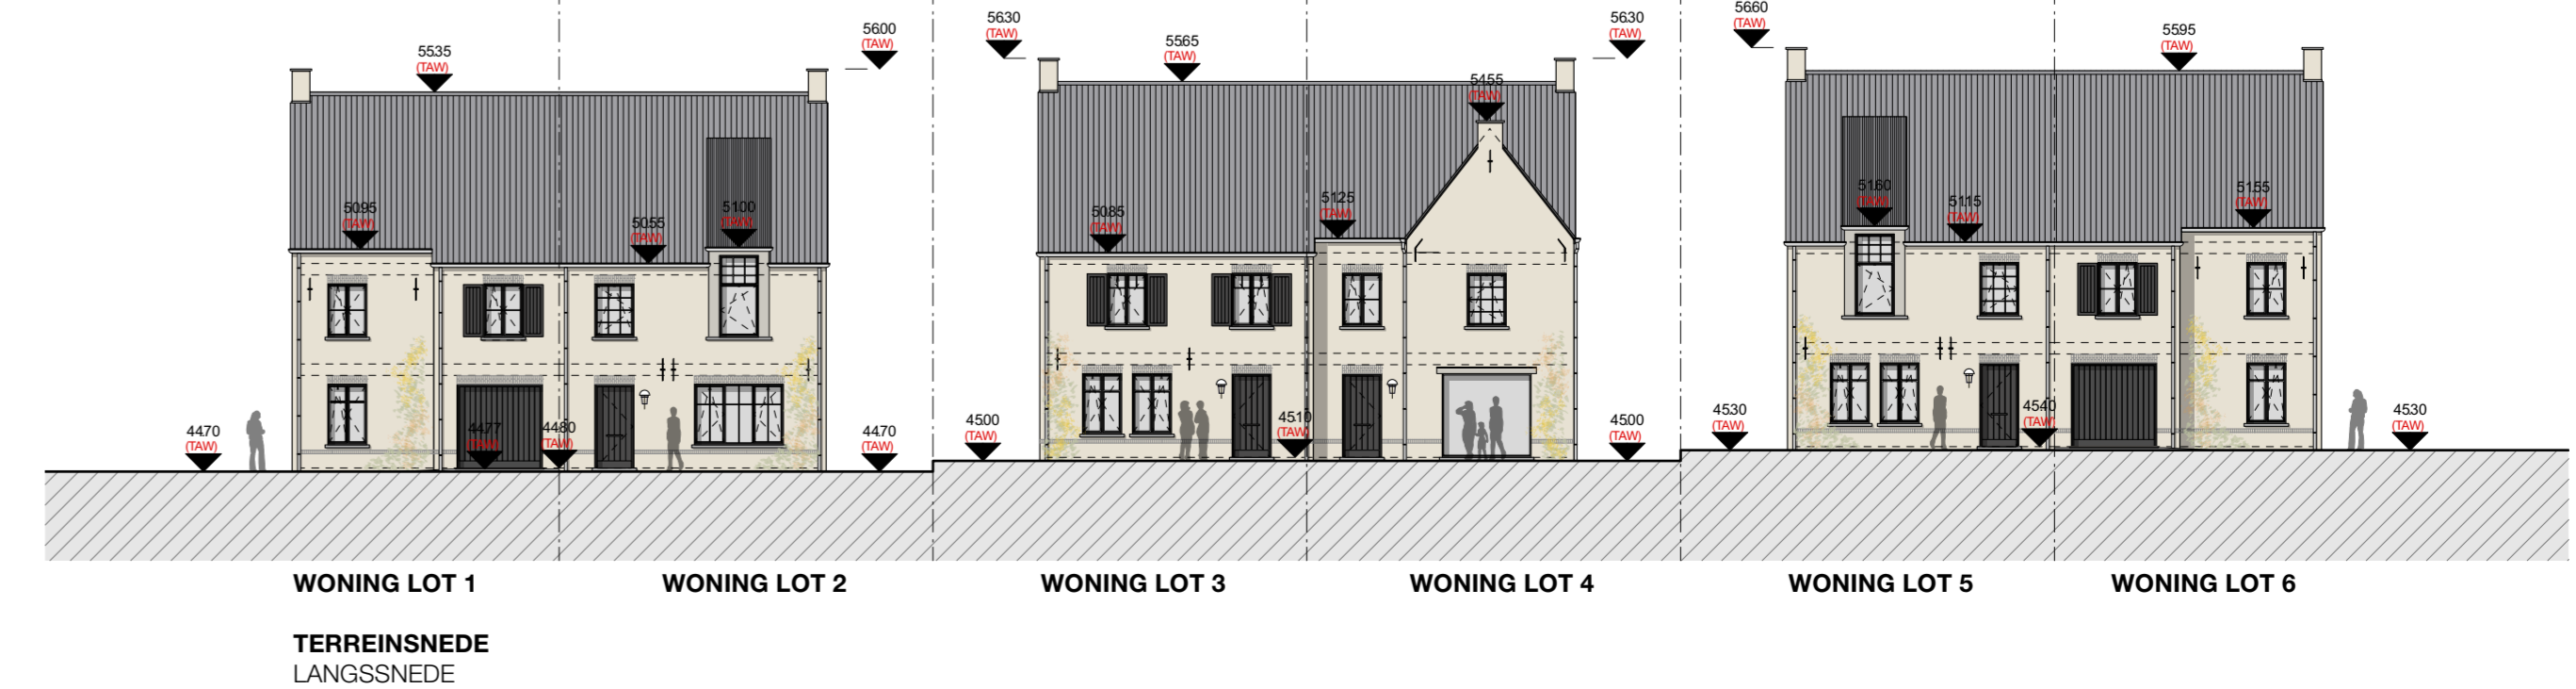 5600
(TAW)
5535
(TAW)
5095
(TAW)
5055
(TAW)
5100
(TAW)
4470
(TAW)
4477
(TAW)
4480
(TAW)
4470
(TAW)
5630
(TAW)
5565
(TAW)
5630
(TAW)
5455
(TAW)
5085
(TAW)
5125
(TAW)
4500
(TAW)
4510
(TAW)
4500
(TAW)
5660
(TAW)
5595
(TAW)
5160
(TAW)
5115
(TAW)
5155
(TAW)
4530
(TAW)
4540
(TAW)
4530
(TAW)
WONING LOT 1
WONING LOT 2
WONING LOT 3
WONING LOT 4
WONING LOT 5
WONING LOT 6
TERREINSNEDE
LANGSSNEDE